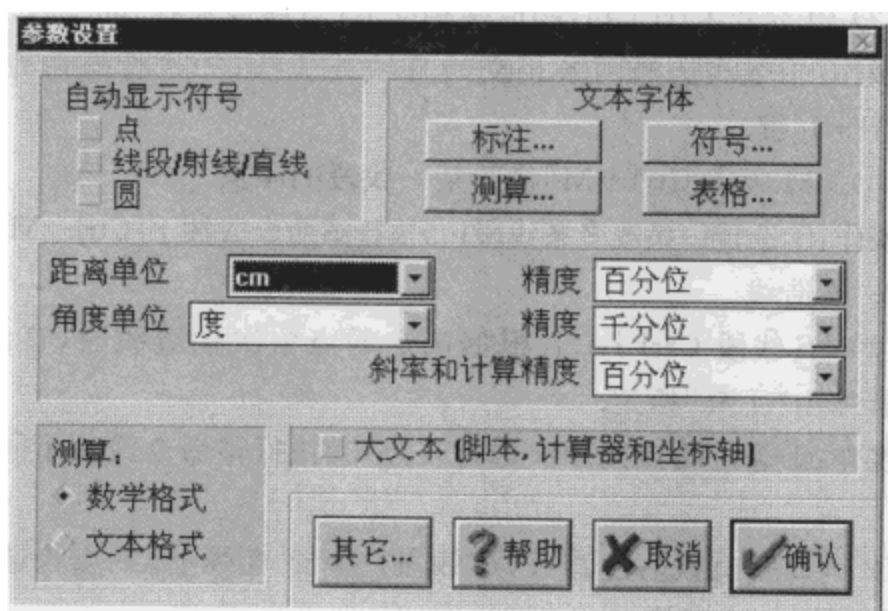 参数设置
自动显示符号
点
线段/射线/直线
圆
文本字体
标注...
符号...
测算...
表格...
距离单位 cm 精度 百分位
角度单位 度 精度 千分位
斜率和计算精度 百分位
测算：
数学格式
文本格式
大文本 (脚本, 计算器和坐标轴)
其它... ? 帮助 取消 确认